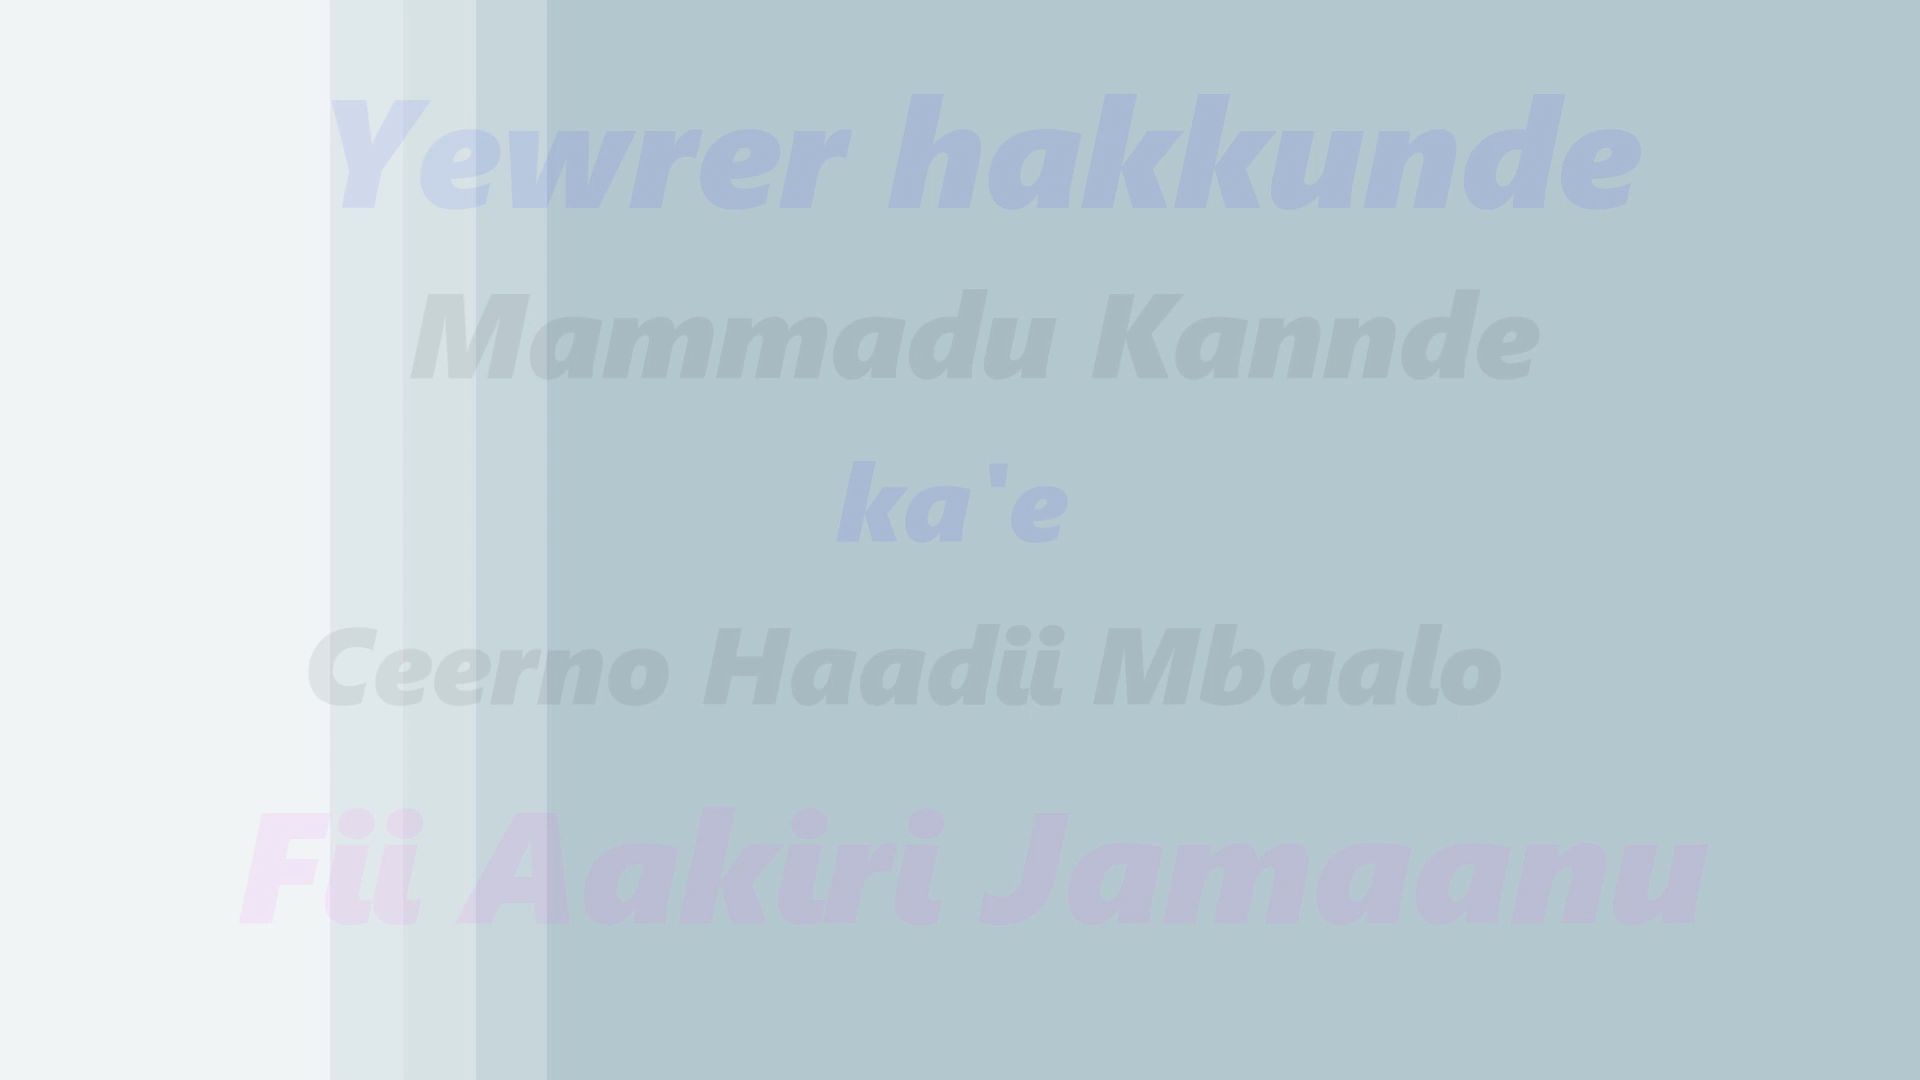 Yewrer hakkunde
Mammadu Kannde
ka'e
Ceerno Haadii Mbaalo
Fii Aakiri Jamaanu